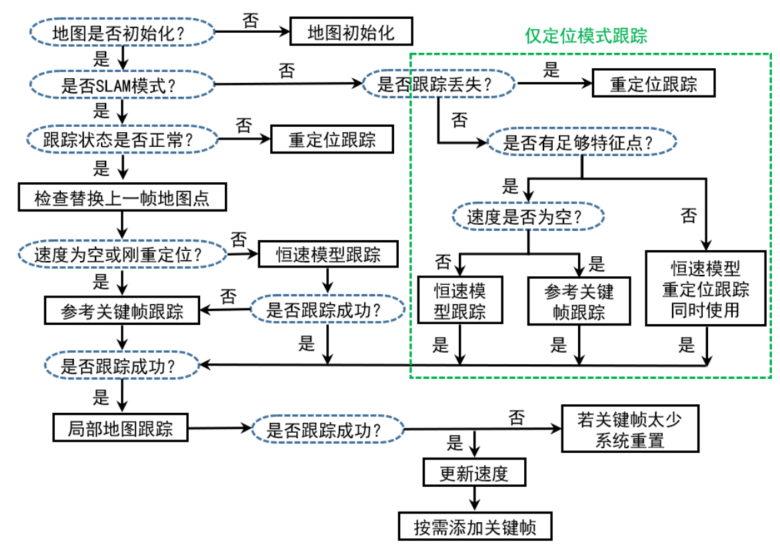 地图是否初始化?
否
地图初始化
仅定位模式跟踪
是
是否SLAM模式?
否
是否跟踪丢失?
是
重定位跟踪
是
跟踪状态是否正常?
否
重定位跟踪
否
是否有足够特征点?
是
检查替换上一帧地图点
是
速度是否为空?
否
速度为空或刚重定位?
否
恒速模型跟踪
否
恒速模
型跟踪
是
参考关键
帧跟踪
恒速模型
重定位跟踪
同时使用
是
参考关键帧跟踪
否
是否跟踪成功?
是
是
是
是
是否跟踪成功?
是
局部地图跟踪
是否跟踪成功?
否
若关键帧太少
系统重置
是
更新速度
按需添加关键帧